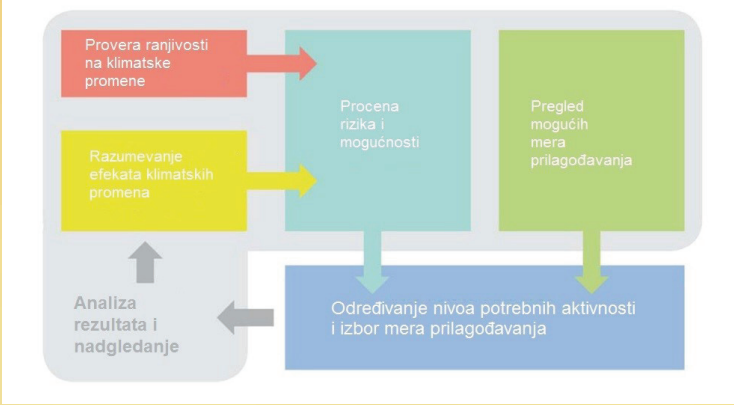 Provera ranjivosti
na klimatske
promene
Razumevanje
efekata klimatskih
promena
Procena
rizika i
mogućnosti
Pregled
mogućih
mera
prilagođavanja
Analiza
rezultata i
nadgledanje
Određivanje nivoa potrebnih aktivnosti
i izbor mera prilagođavanja